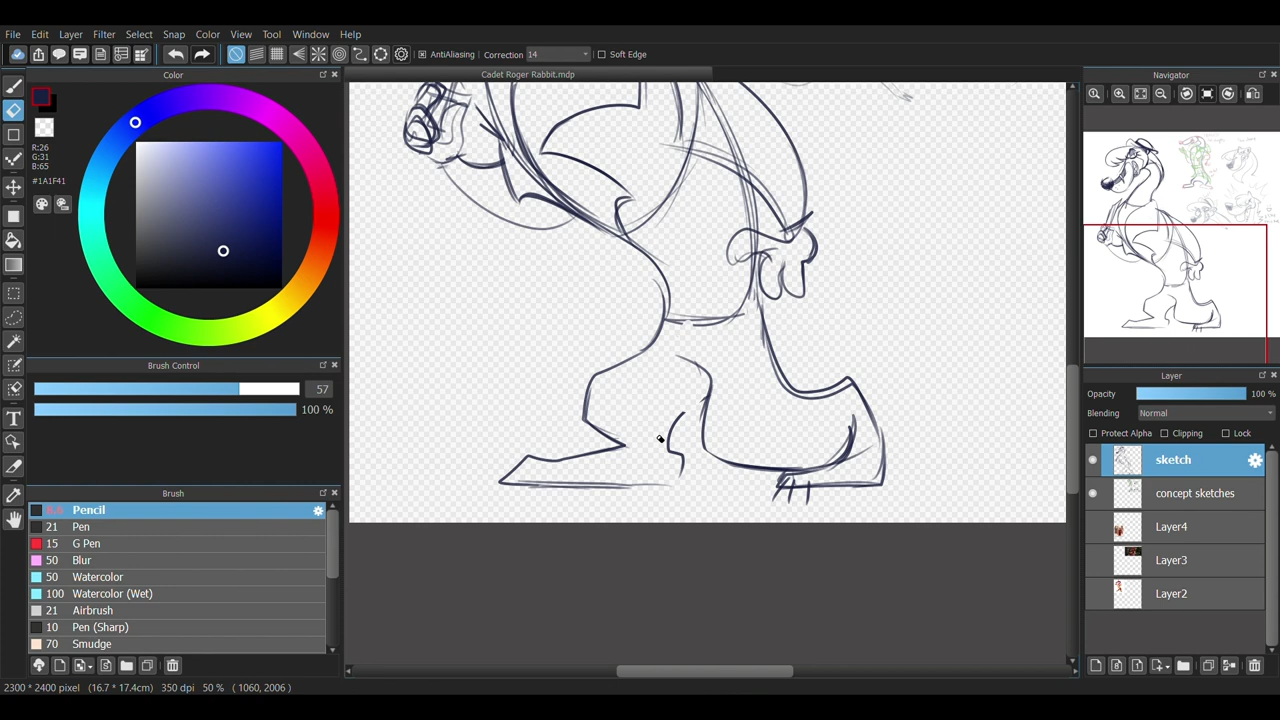 File Edit Layer Filter Select Snap Color View Tool Window Help
AntiAliasing Correction 14 Soft Edge
Color
Cadet Roger Rabbit.mdp
Navigator
R:26
G:31
B:65
#1A1F41
Brush Control
57
100 %
Brush
Pencil
21 Pen
15 G Pen
50 Blur
50 Watercolor
100 Watercolor (Wet)
21 Airbrush
10 Pen (Sharp)
70 Smudge
Layer
Opacity 100 %
Blending Normal
Protect Alpha Clipping Lock
sketch
concept sketches
Layer4
Layer3
Layer2
2300 * 2400 pixel (16.7 * 17.4cm) 350 dpi 50 % ( 1060, 2006 )